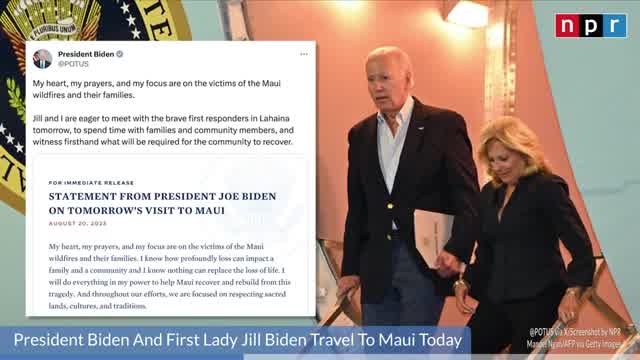 E PLURIBUS UNUM
npr
President Biden
@POTUS
My heart, my prayers, and my focus are on the victims of the Maui
wildfires and their families.
Jill and I are eager to meet with the brave first responders in Lahaina
tomorrow, to spend time with families and community members, and
witness firsthand what will be required for the community to recover.
FOR IMMEDIATE RELEASE
STATEMENT FROM PRESIDENT JOE BIDEN
ON TOMORROW'S VISIT TO MAUI
AUGUST 20, 2023
My heart, my prayers, and my focus are on the victims of the Maui
wildfires and their families. I know how profoundly loss can impact a
family and a community and I know nothing can replace the loss of life. I
will do everything in my power to help Maui recover and rebuild from this
tragedy. And throughout our efforts, we are focused on respecting sacred
lands, cultures, and traditions.
@POTUS via X/Screenshot by NPR
Mandel Ngan/AFP via Getty Images
President Biden And First Lady Jill Biden Travel To Maui Today